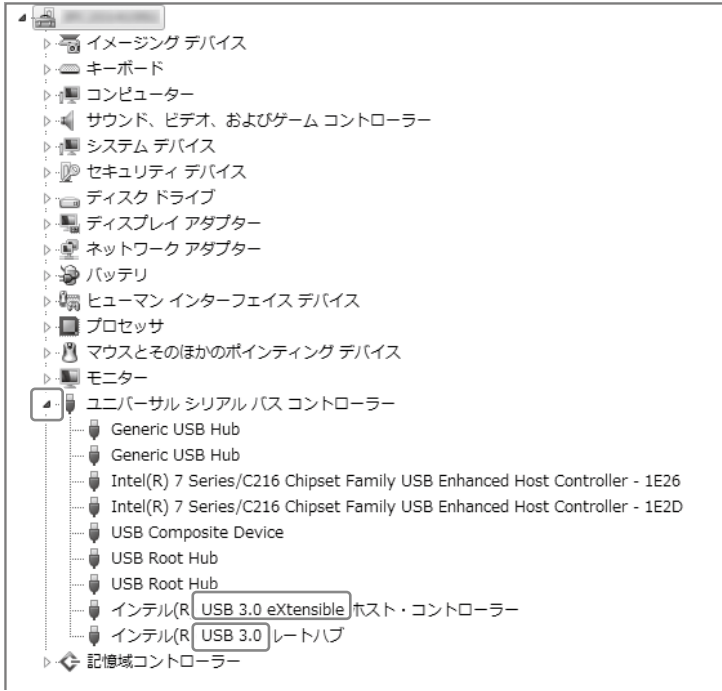 イメージング デバイス
キーボード
コンピューター
サウンド、ビデオ、およびゲーム コントローラー
システム デバイス
セキュリティ デバイス
ディスク ドライブ
ディスプレイ アダプター
ネットワーク アダプター
バッテリ
ヒューマン インターフェイス デバイス
プロセッサ
マウスとそのほかのポインティング デバイス
モニター
ユニバーサル シリアル バス コントローラー
Generic USB Hub
Generic USB Hub
Intel(R) 7 Series/C216 Chipset Family USB Enhanced Host Controller - 1E26
Intel(R) 7 Series/C216 Chipset Family USB Enhanced Host Controller - 1E2D
USB Composite Device
USB Root Hub
USB Root Hub
インテル(R USB 3.0 eXtensible ホスト・コントローラー
インテル(R USB 3.0 ルートハブ
記憶域コントローラー